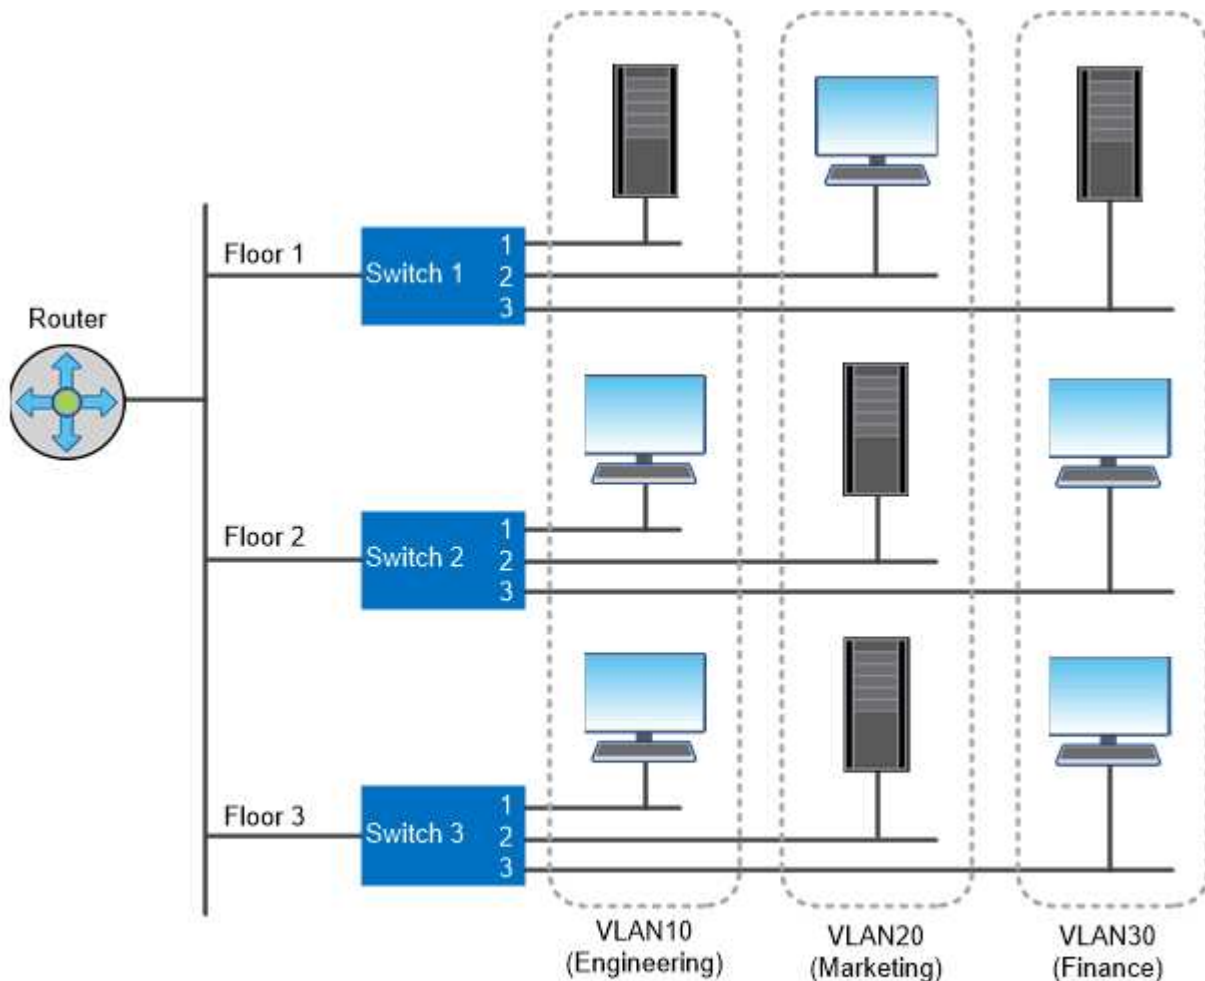 Router
Floor 1
Switch 1
1
2
3
Floor 2
Switch 2
1
2
3
Floor 3
Switch 3
1
2
3
VLAN10
(Engineering)
VLAN20
(Marketing)
VLAN30
(Finance)